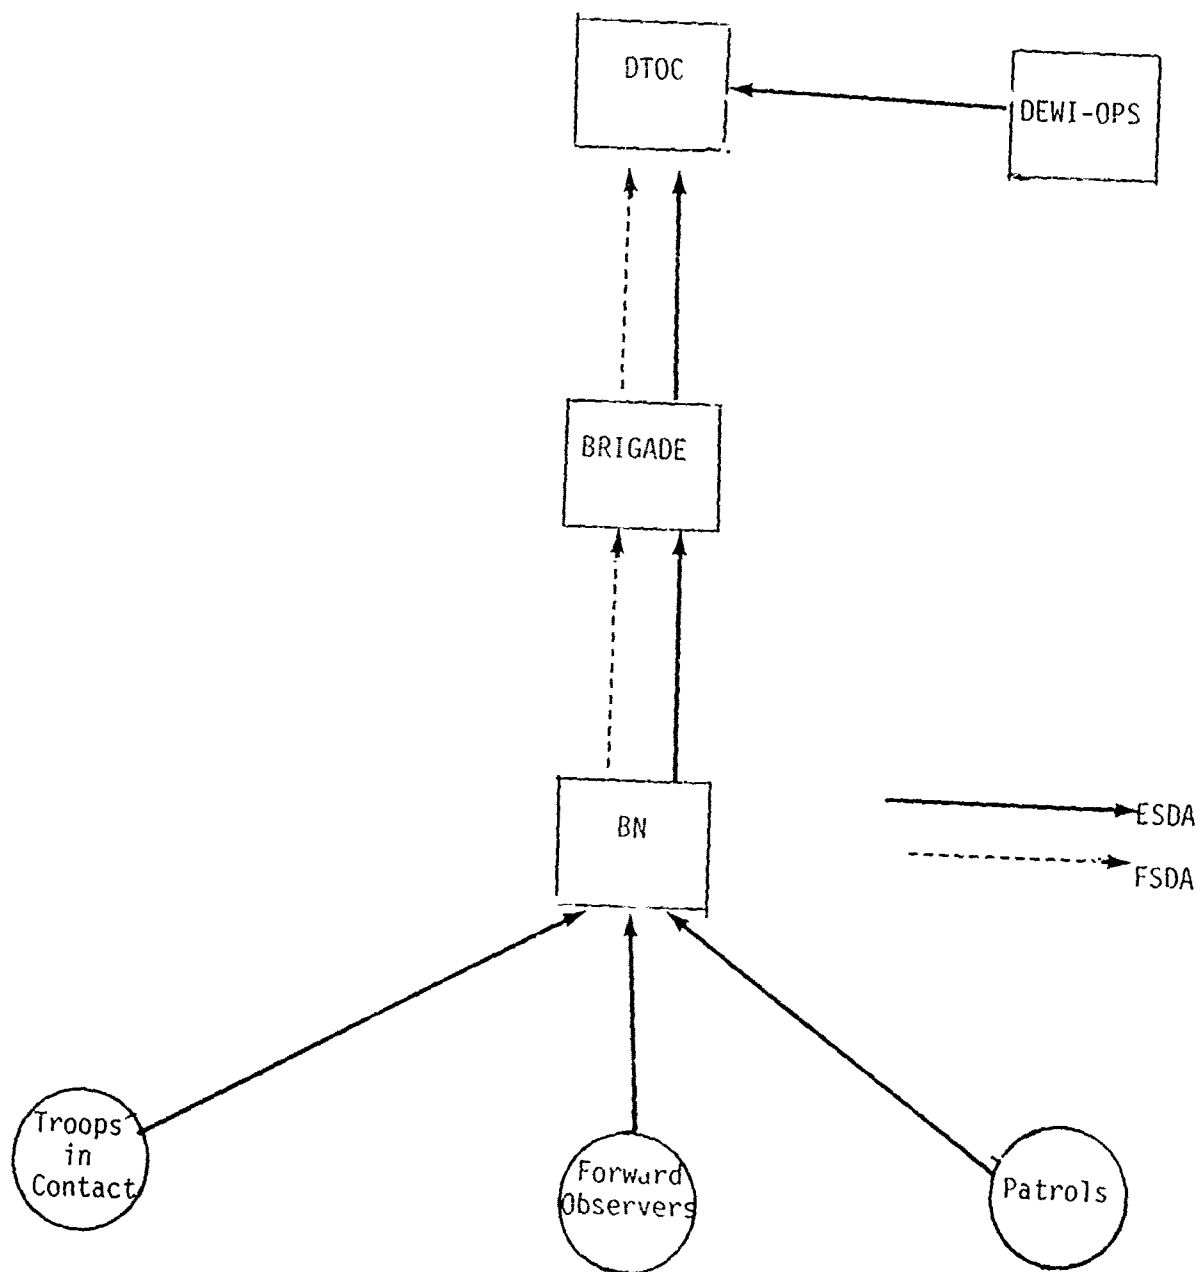 DTOC
DEWI-OPS
BRIGADE
BN
ESDA
FSDA
Troops
in
Contact
Forward
Observers
Patrols